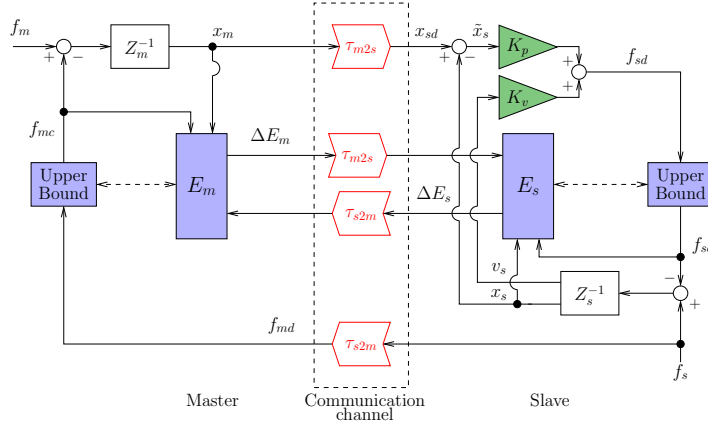 f_m
+
−
Z_m^{-1}
x_m
τ_{m2s}
x_{sd}
+
−
x̃_s
K_p
+
+
f_{sd}
K_v
f_{mc}
ΔE_m
τ_{m2s}
Upper
Bound
E_m
E_s
Upper
Bound
ΔE_s
τ_{s2m}
v_s
x_s
Z_s^{-1}
−
+
f_{md}
τ_{s2m}
f_s
Master
Communication
channel
Slave